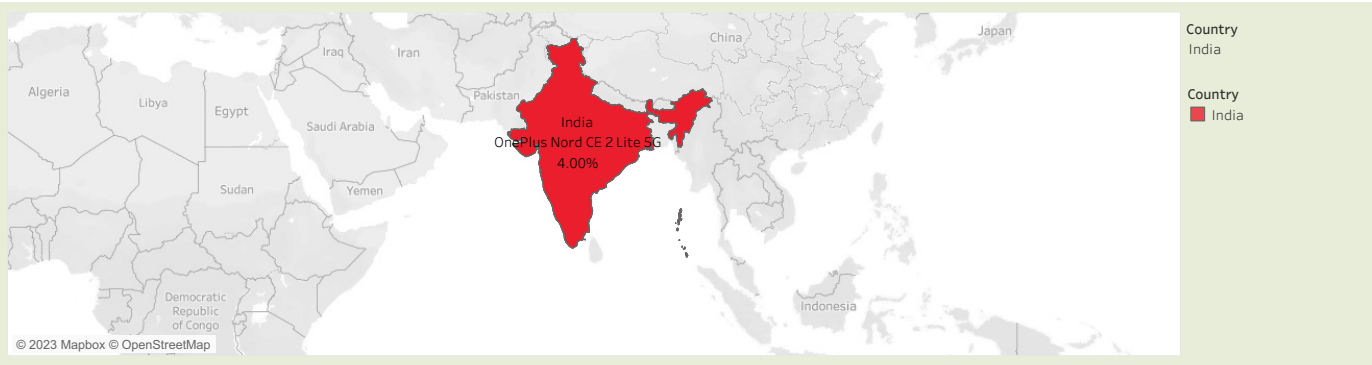 China
Japan
Iraq
Iran
Algeria
Libya
Egypt
Pakistan
Saudi Arabia
India
OnePlus Nord CE 2 Lite 5G
4.00%
Sudan
Yemen
Democratic
Republic
of Congo
Indonesia
© 2023 Mapbox © OpenStreetMap
Country
India
Country
India